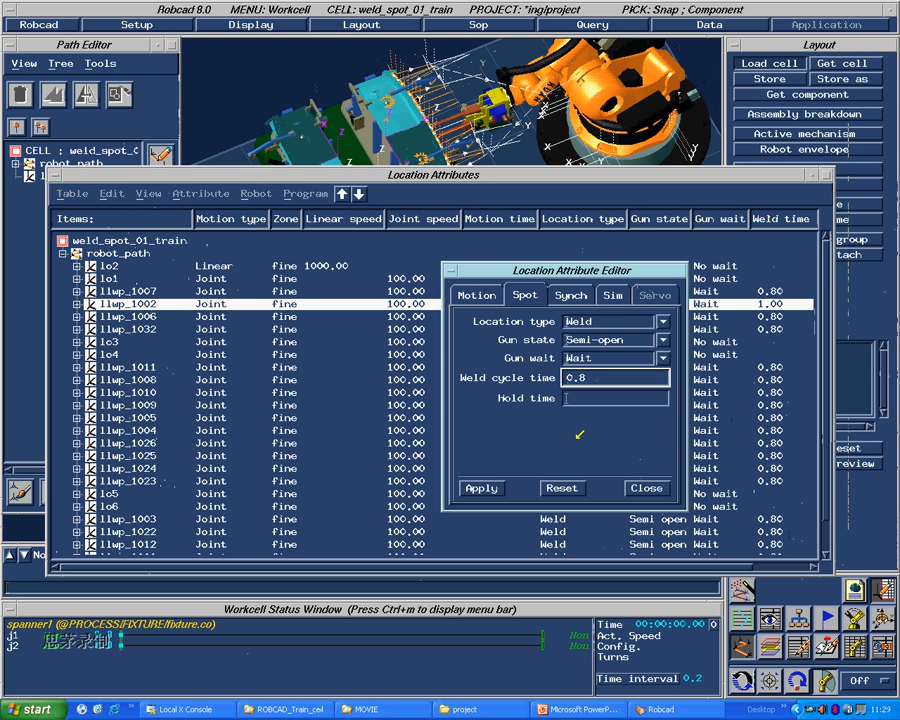 Robcad 8.0 MENU: Workcell CELL: weld_spot_01_train PROJECT: *ing/project PICK: Snap ; Component
Robcad Setup Display Layout Sop Query Data Application
Path Editor
View Tree Tools
CELL : weld_spot_0
robot_path
Layout
Load cell Get cell
Store Store as
Get component
Assembly breakdown
Active mechanism
Robot envelope
group
tach
eset
review
Location Attributes
Table Edit View Attribute Robot Program
Items: Motion type Zone Linear speed Joint speed Motion time Location type Gun state Gun wait Weld time
weld_spot_01_train
robot_path
lo2 Linear fine 1000.00 No wait
lo1 Joint fine 100.00 No wait
llwp_1007 Joint fine 100.00 Wait 0.80
llwp_1002 Joint fine 100.00 Wait 1.00
llwp_1006 Joint fine 100.00 Wait 0.80
llwp_1032 Joint fine 100.00 Wait 0.80
lo3 Joint fine 100.00 No wait
lo4 Joint fine 100.00 No wait
llwp_1011 Joint fine 100.00 Wait 0.80
llwp_1008 Joint fine 100.00 Wait 0.80
llwp_1010 Joint fine 100.00 Wait 0.80
llwp_1009 Joint fine 100.00 Wait 0.80
llwp_1005 Joint fine 100.00 Wait 0.80
llwp_1004 Joint fine 100.00 Wait 0.80
llwp_1026 Joint fine 100.00 Wait 0.80
llwp_1025 Joint fine 100.00 Wait 0.80
llwp_1024 Joint fine 100.00 Wait 0.80
llwp_1023 Joint fine 100.00 Wait 0.80
lo5 Joint fine 100.00 No wait
lo6 Joint fine 100.00 No wait
llwp_1003 Joint fine 100.00 Weld Semi open Wait 0.80
llwp_1022 Joint fine 100.00 Weld Semi open Wait 0.80
llwp_1012 Joint fine 100.00 Weld Semi open Wait 0.80
Location Attribute Editor
Motion Spot Synch Sim Servo
Location type Weld
Gun state Semi-open
Gun wait Wait
Weld cycle time 0.8
Hold time
Apply Reset Close
No
Workcell Status Window (Press Ctrl+m to display menu bar)
spanner1 (@PROCESS/FIXTURE/fixture.co)
j1 Non
j2 Non
思茅录制
Time 00:00:00.00 0
Act. Speed
Config.
Turns
Time interval 0.2
Off
start Local X Console ROBCAD_Train_cel MOVIE project Microsoft PowerP... Robcad Desktop 11:29